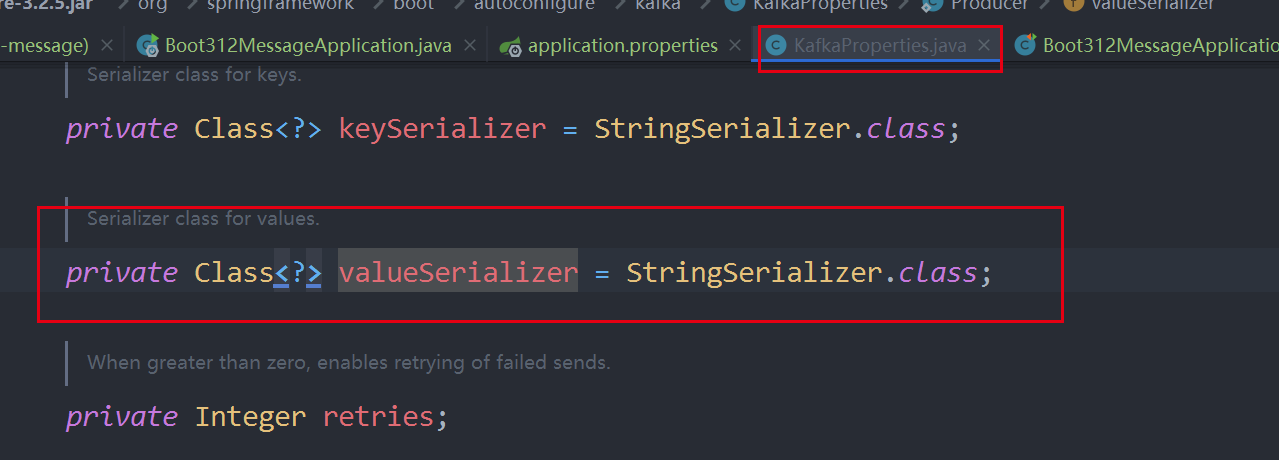 re-3.2.5.jar org springframework boot autoconfigure kafka KafkaProperties Producer valueSerializer
-message) Boot312MessageApplication.java application.properties KafkaProperties.java Boot312MessageApplicatio
Serializer class for keys.
private Class<?> keySerializer = StringSerializer.class;
Serializer class for values.
private Class<?> valueSerializer = StringSerializer.class;
When greater than zero, enables retrying of failed sends.
private Integer retries;